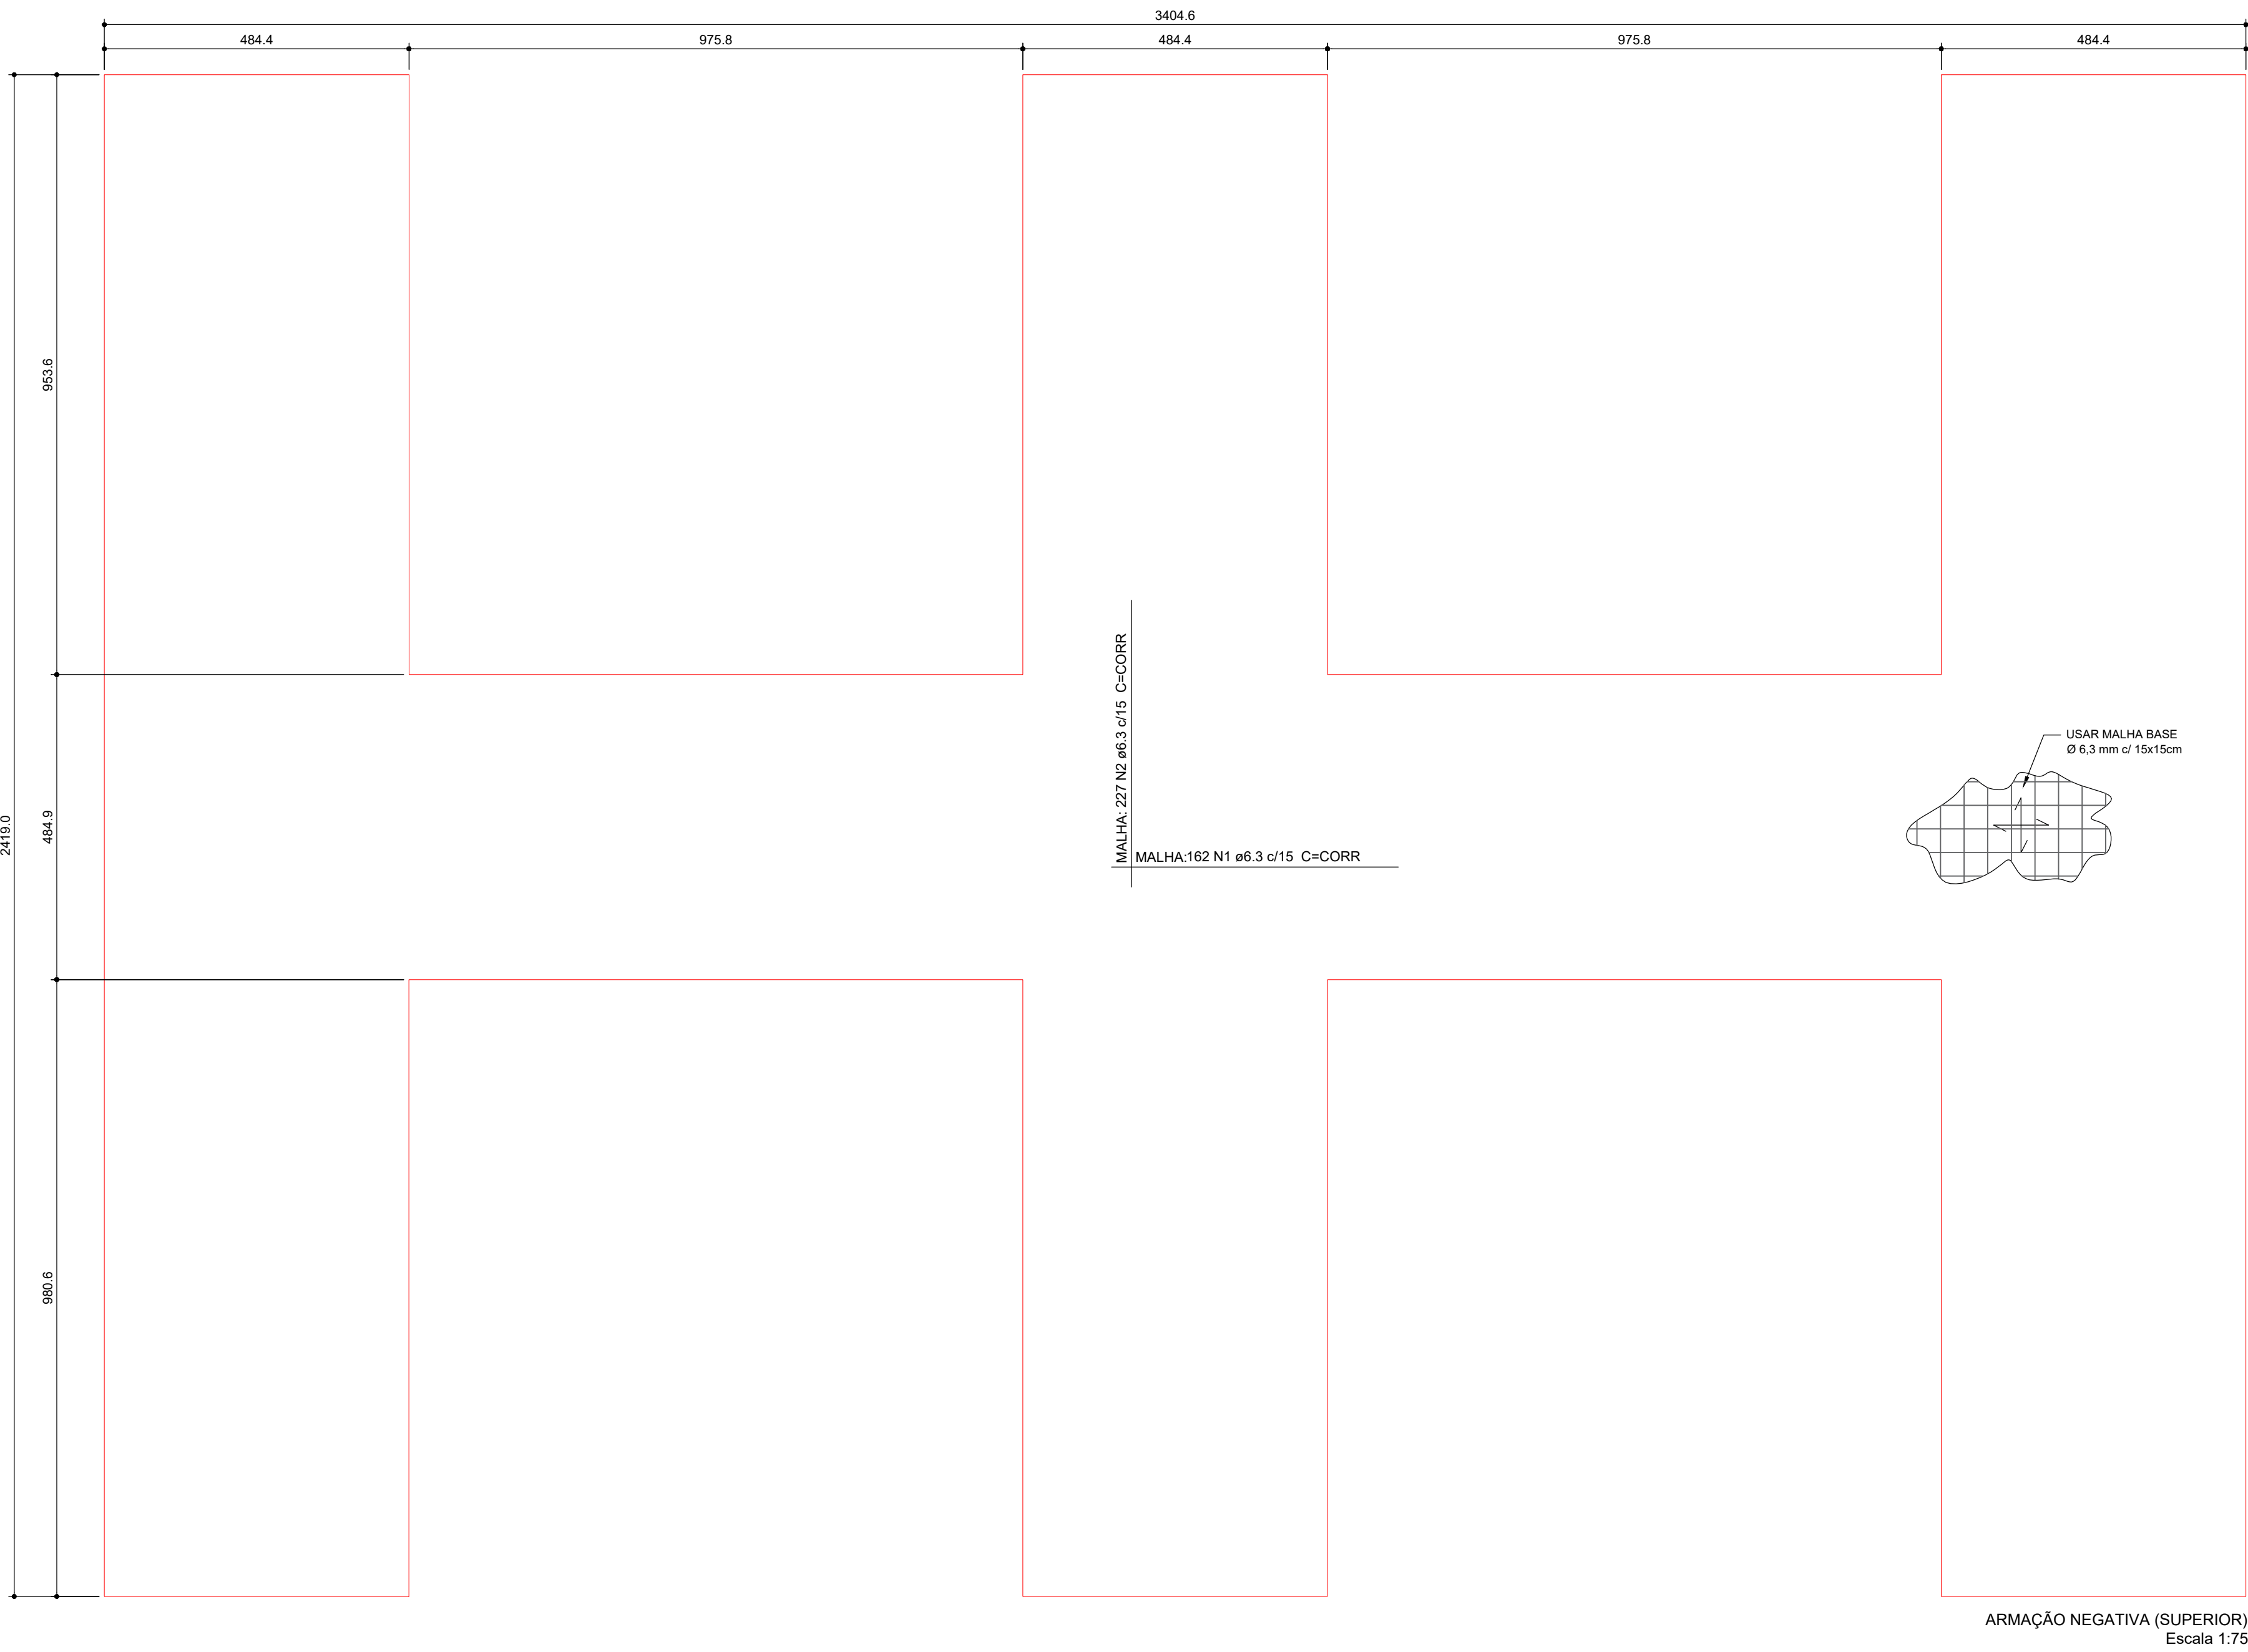 3404.6
484.4
975.8
484.4
975.8
484.4
953.6
484.9
2419.0
980.6
MALHA: 227 N2 ø6.3 c/15 C=CORR
MALHA:162 N1 ø6.3 c/15 C=CORR
USAR MALHA BASE
Ø 6,3 mm c/ 15x15cm
ARMAÇÃO NEGATIVA (SUPERIOR)
Escala 1:75